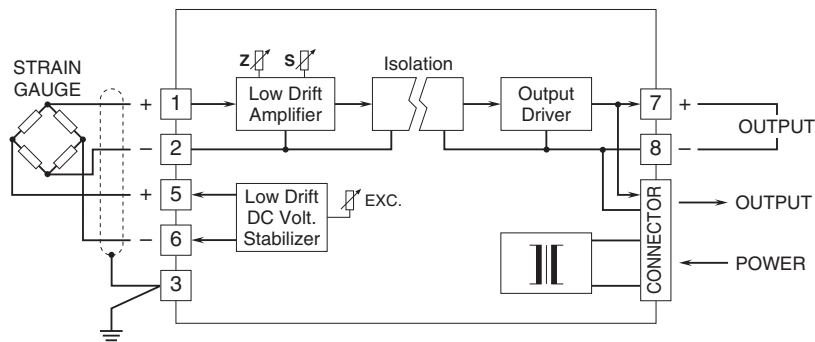 STRAIN
GAUGE
Z
S
Isolation
+ 1
Low Drift
Amplifier
Output
Driver
7 +
− 2
8 −
OUTPUT
+ 5
− 6
Low Drift
DC Volt.
Stabilizer
EXC.
CONNECTOR
OUTPUT
POWER
3